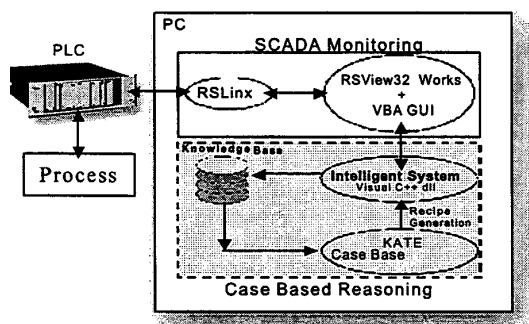 PC
PLC
SCADA Monitoring
RSLinx
RSView32 Works
+
VBA GUI
Process
Knowledge Base
Intelligent System
Visual C++ dll
Recipe
Generation
KATE
Case Base
Case Based Reasoning